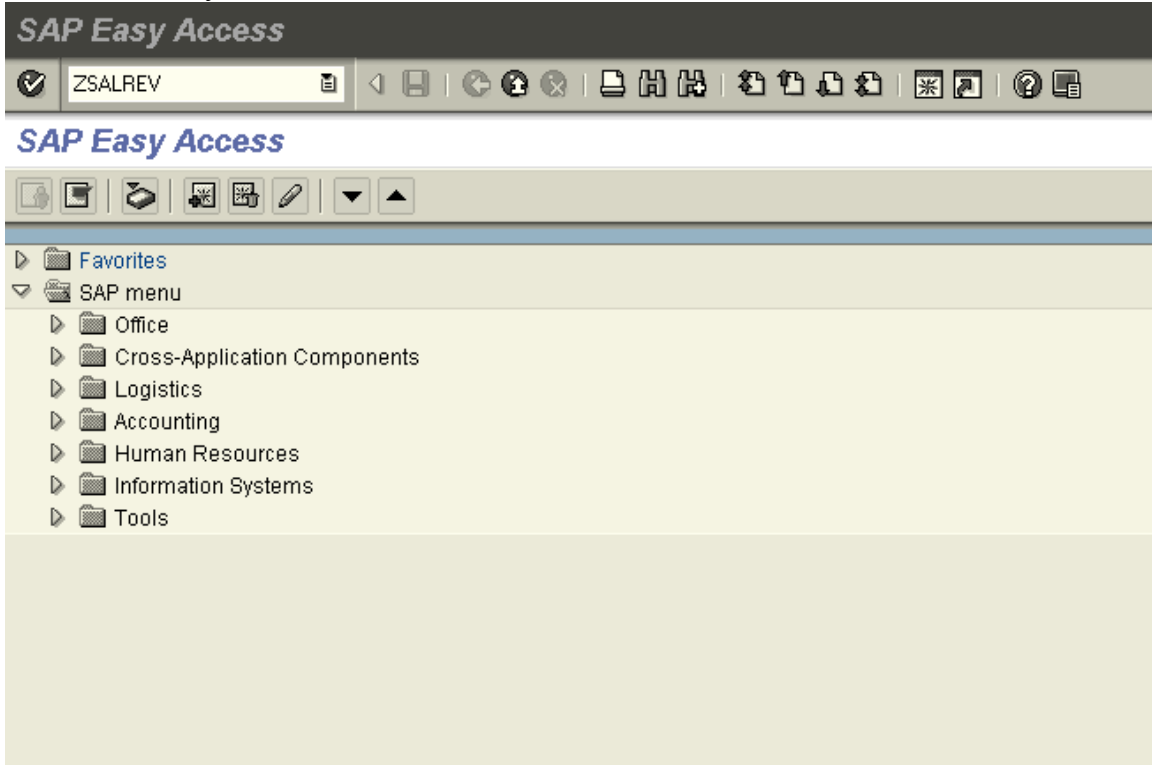 SAP Easy Access
ZSALREV
SAP Easy Access
Favorites
SAP menu
Office
Cross-Application Components
Logistics
Accounting
Human Resources
Information Systems
Tools